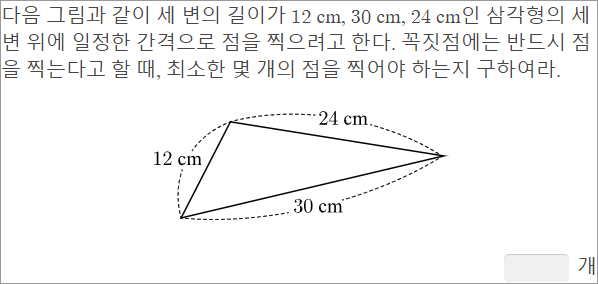 다음 그림과 같이 세 변의 길이가 12 cm, 30 cm, 24 cm인 삼각형의 세
변 위에 일정한 간격으로 점을 찍으려고 한다. 꼭짓점에는 반드시 점
을 찍는다고 할 때, 최소한 몇 개의 점을 찍어야 하는지 구하여라.
24 cm
12 cm
30 cm
개